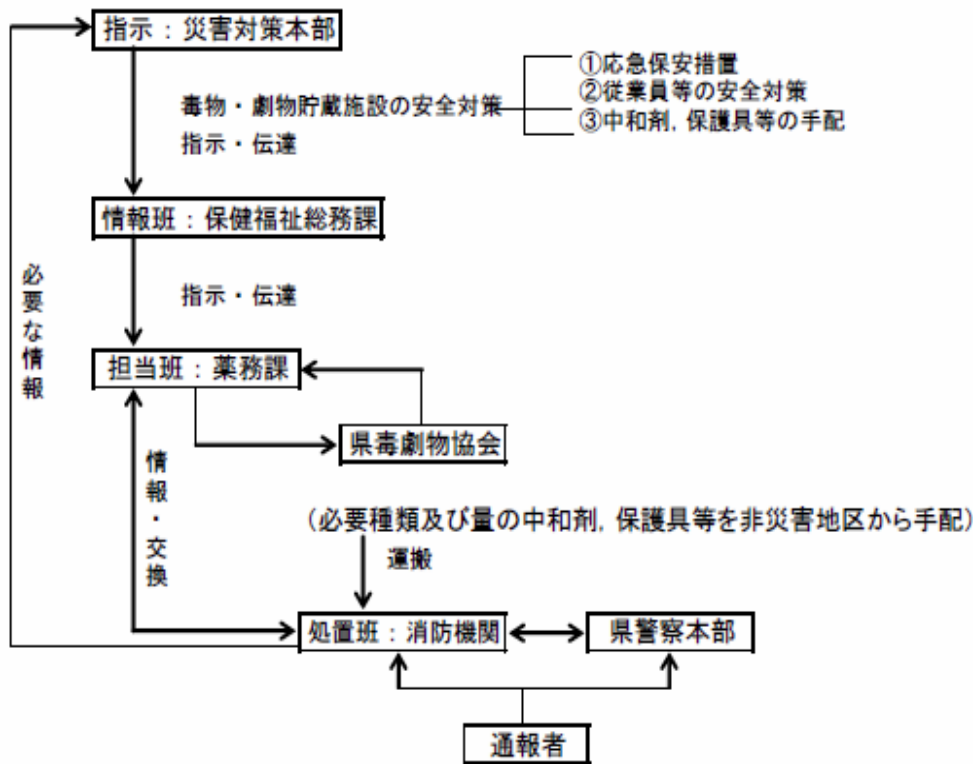 指示：災害対策本部
①応急保安措置
②従業員等の安全対策
③中和剤，保護具等の手配
毒物・劇物貯蔵施設の安全対策
指示・伝達
情報班：保健福祉総務課
必要な情報
指示・伝達
担当班：薬務課
県毒劇物協会
情報・交換
（必要種類及び量の中和剤，保護具等を非災害地区から手配）
運搬
処置班：消防機関
県警察本部
通報者